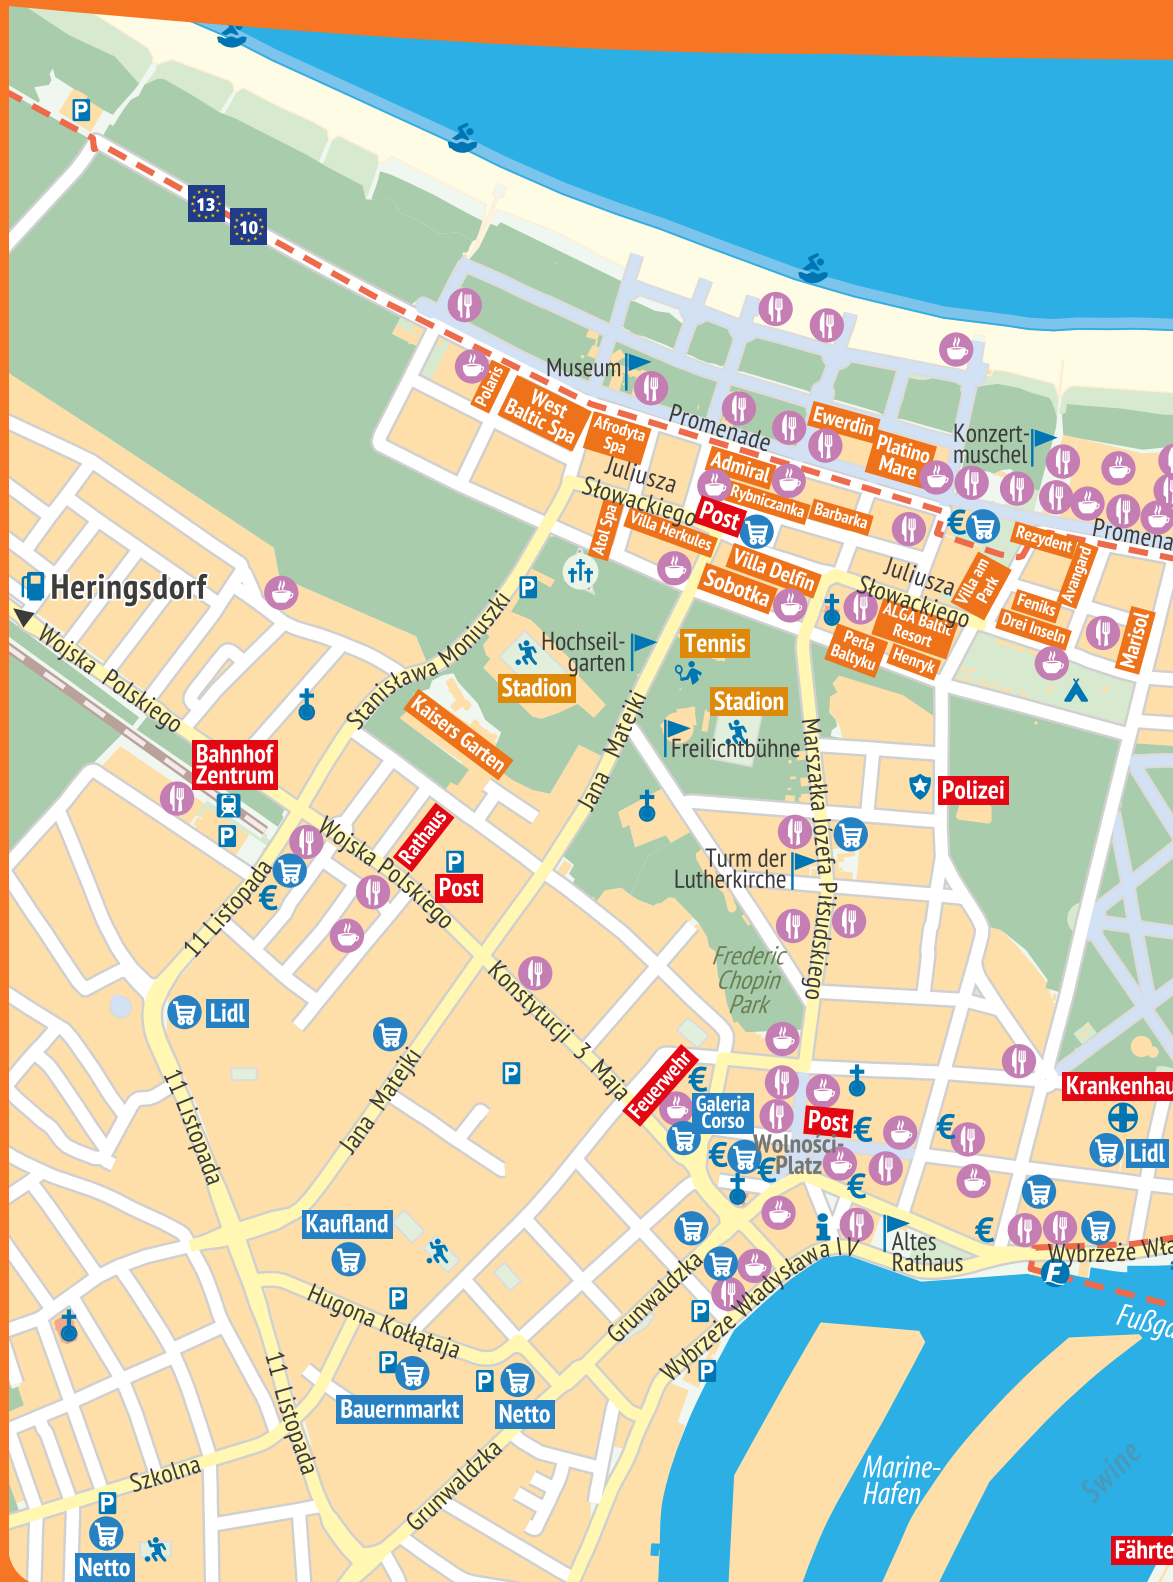 P
13
10
Museum
Polaris
West
Baltic Spa
Afrodyta
Spa
Promenade
Ewerdin
Platino
Mare
Konzert-
muschel
Juliusza
Słowackiego
Admiral
Rybniczanka
Barbarka
Post
Atol Spa
Villa Herkules
Villa Delfin
Sobotka
€
Promena
Rezydent
Avangard
Villa am
Park
Juliusza
Słowackiego
Feniks
Drei Inseln
Marisol
ALGA Baltic
Resort
Perla
Baltyku
Henryk
Heringsdorf
P
Wojska Polskiego
Stanisława Moniuszki
Hochseil-
garten
Tennis
Stadion
Stadion
Kaisers Garten
Freilichtbühne
Jana Matejki
Marszałka Józefa Piłsudskiego
Bahnhof
Zentrum
P
Polizei
Rathaus
Wojska Polskiego
P
Post
Turm der
Lutherkirche
11 Listopada
€
Frederic
Chopin
Park
Lidl
Konstytucji 3 Maja
P
Jana Matejki
11 Listopada
Feuerwehr
€
Galeria
Corso
Post
€
€
Krankenhau
Lidl
Wolności-
Platz
€
€
€
€
Kaufland
Altes
Rathaus
Wybrzeże Wła
F
Fußgä
Grunwaldzka
Wybrzeże Władysława IV
P
P
P
Hugona Kołłątaja
P
Bauernmarkt
P
Netto
11 Listopada
Szkolna
Grunwaldzka
P
Netto
Marine-
Hafen
Swine
Fährte